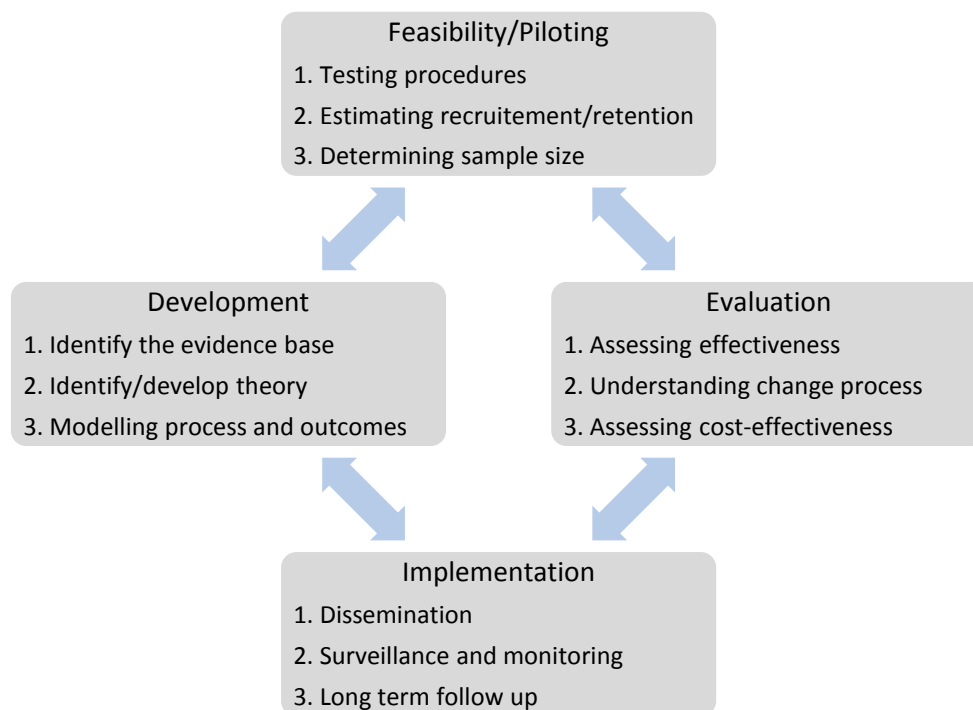 Feasibility/Piloting
1. Testing procedures
2. Estimating recruitement/retention
3. Determining sample size
Development
1. Identify the evidence base
2. Identify/develop theory
3. Modelling process and outcomes
Evaluation
1. Assessing effectiveness
2. Understanding change process
3. Assessing cost-effectiveness
Implementation
1. Dissemination
2. Surveillance and monitoring
3. Long term follow up